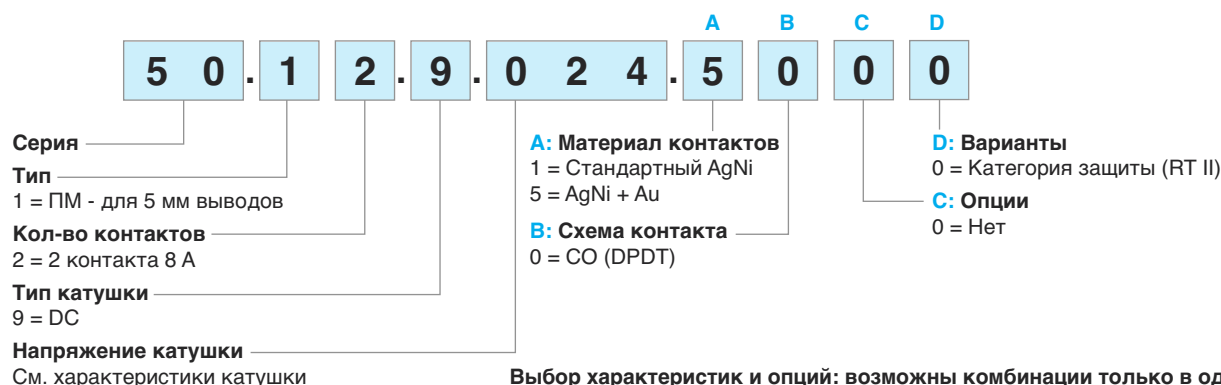 A B C D
5 0 . 1 2 . 9 . 0 2 4 . 5 0 0 0
Серия
Тип
1 = ПМ - для 5 мм выводов
Кол-во контактов
2 = 2 контакта 8 A
Тип катушки
9 = DC
Напряжение катушки
См. характеристики катушки
A: Материал контактов
1 = Стандартный AgNi
5 = AgNi + Au
B: Схема контакта
0 = CO (DPDT)
D: Варианты
0 = Категория защиты (RT II)
C: Опции
0 = Нет
Выбор характеристик и опций: возможны комбинации только в од